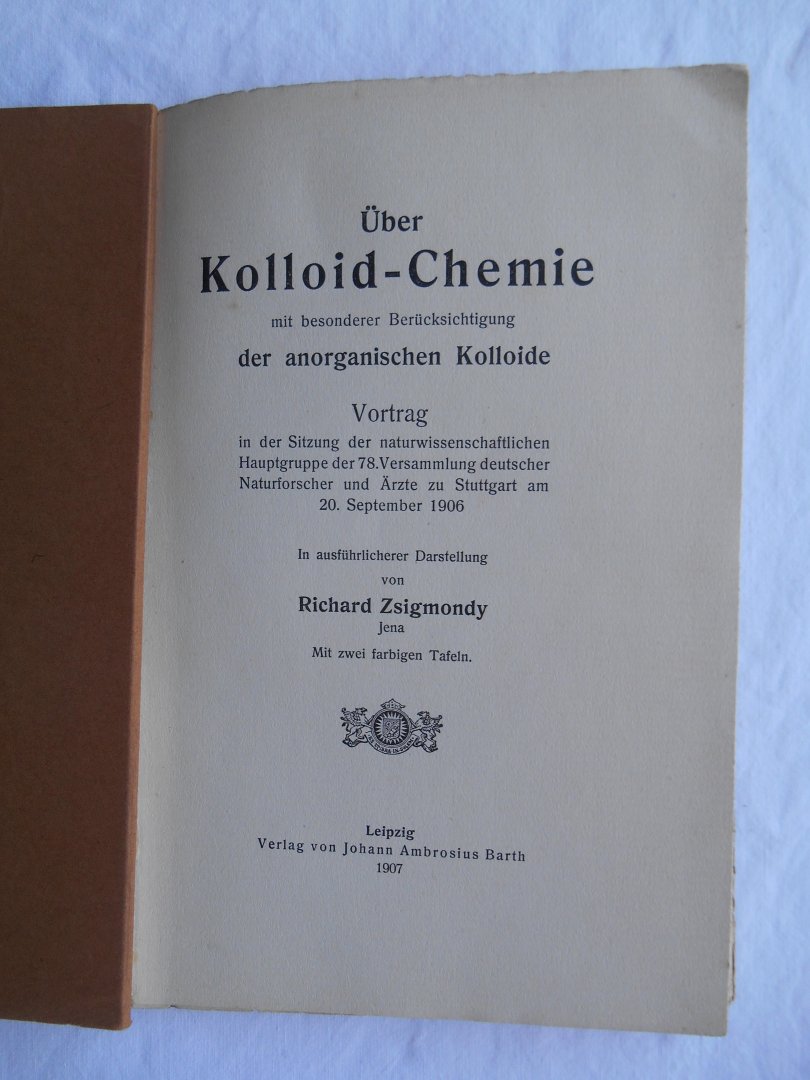 Über
Kolloid-Chemie
mit besonderer Berücksichtigung
der anorganischen Kolloide
Vortrag
in der Sitzung der naturwissenschaftlichen
Hauptgruppe der 78.Versammlung deutscher
Naturforscher und Ärzte zu Stuttgart am
20. September 1906
In ausführlicherer Darstellung
von
Richard Zsigmondy
Jena
Mit zwei farbigen Tafeln.
Leipzig
Verlag von Johann Ambrosius Barth
1907